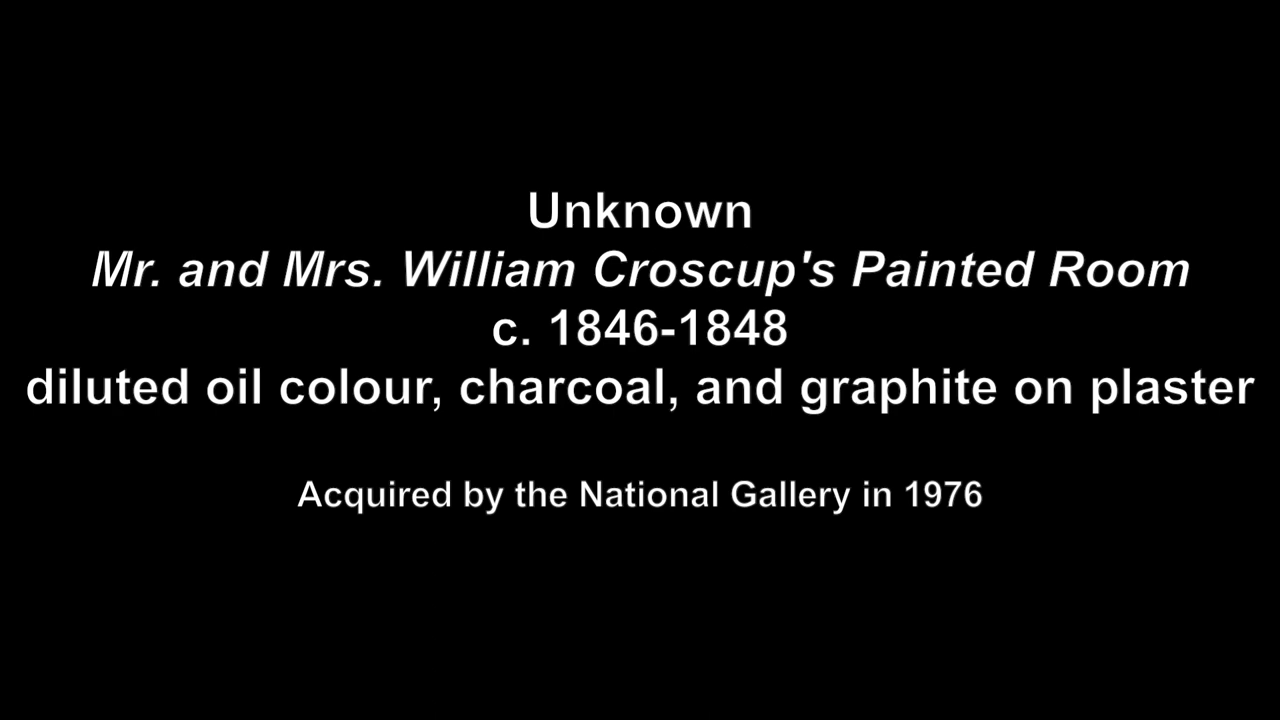 Unknown
Mr. and Mrs. William Croscup's Painted Room
c. 1846-1848
diluted oil colour, charcoal, and graphite on plaster
Acquired by the National Gallery in 1976